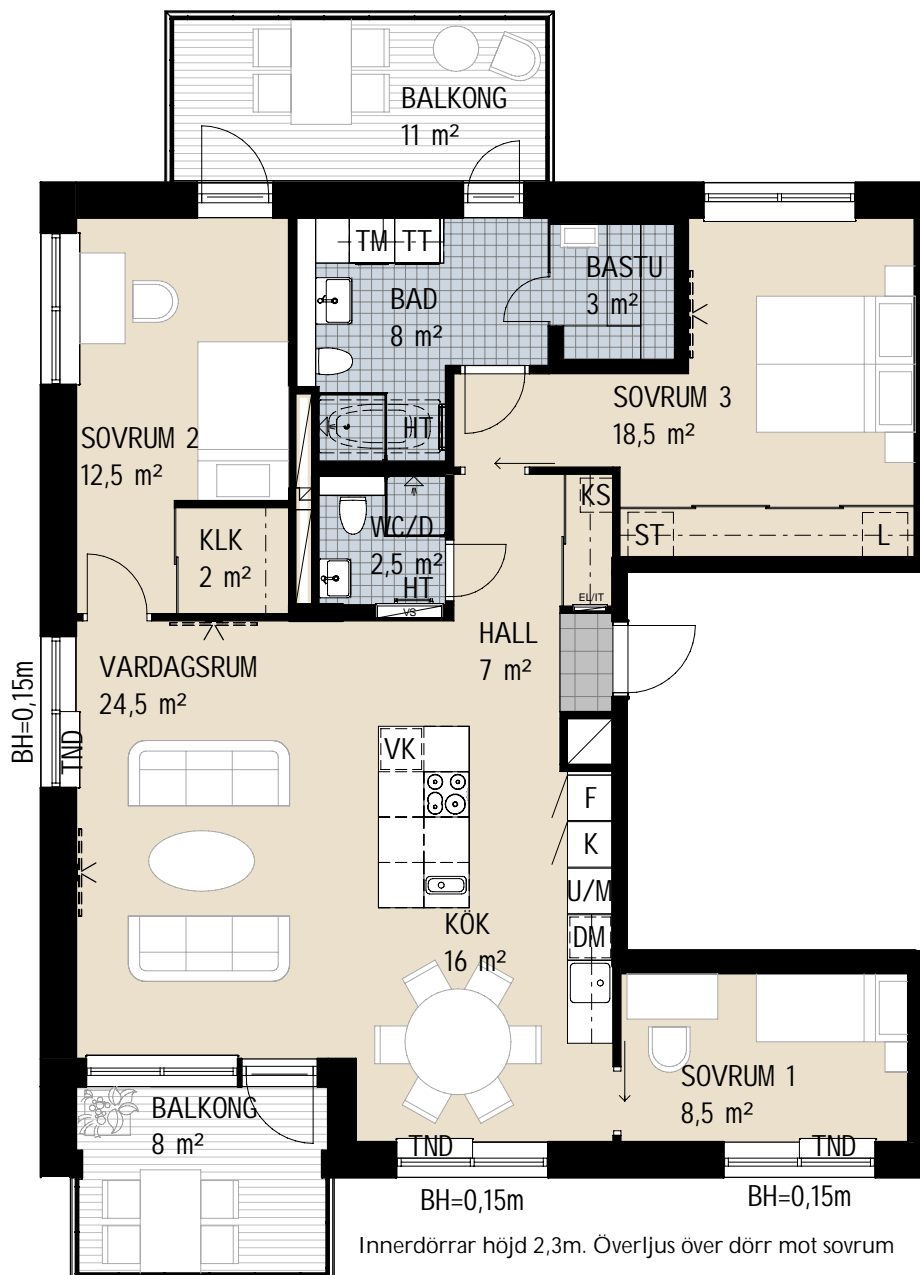 BALKONG
11 m²
TM TT
BAD
8 m²
BASTU
3 m²
SOVRUM 3
18,5 m²
HT
SOVRUM 2
12,5 m²
KLK
2 m²
WC/D
2,5 m²
HT
VS
KS
ST
L
EL/IT
HALL
7 m²
VARDAGSRUM
24,5 m²
BH=0,15m
TND
VK
F
K
U/M
DM
KÖK
16 m²
SOVRUM 1
8,5 m²
BALKONG
8 m²
TND
TND
BH=0,15m
BH=0,15m
Innerdörrar höjd 2,3m. Överljus över dörr mot sovrum